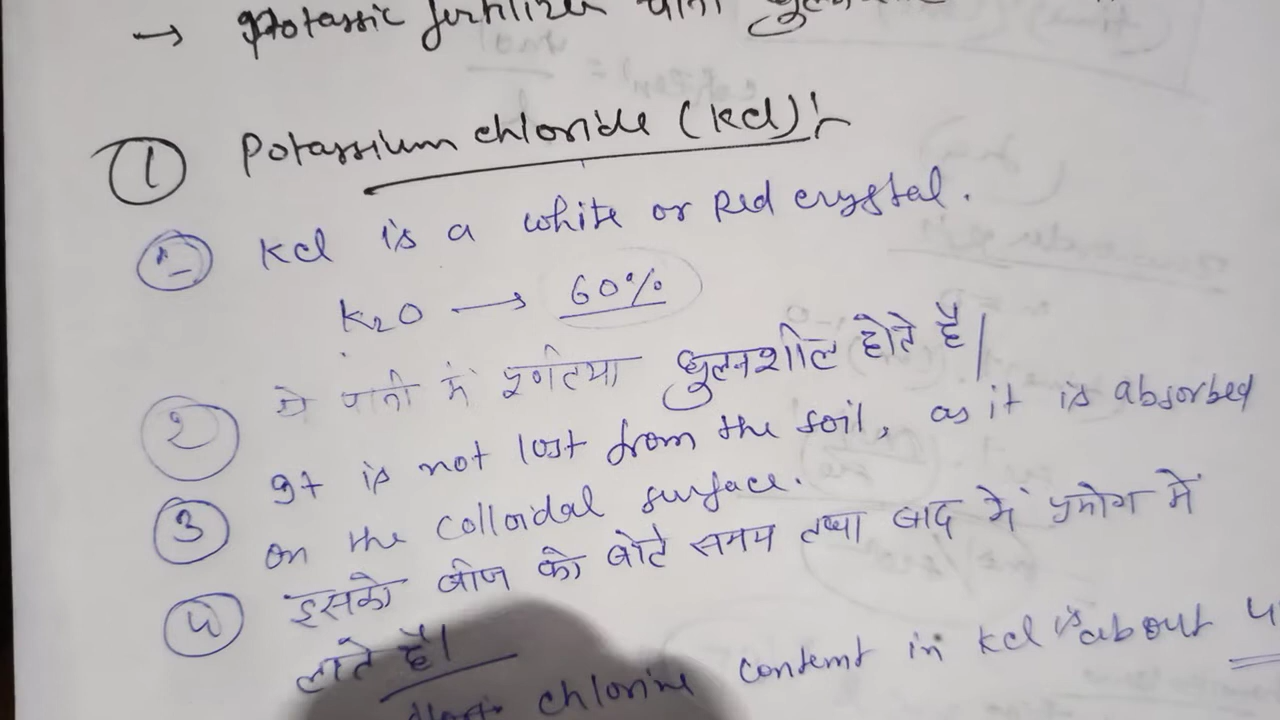 → Potassic fertilizer पानी
① Potassium chloride (Kcl):-
१ Kcl is a white or Red crystal.
K₂O → 60%
२ ये पानी में पूर्णतया घुलनशील होते है।
③ It is not lost from the soil, as it is absorbed
on the colloidal surface.
④ इसको बीज को बोते समय तथा बाद में प्रयोग में
लाते है।
chlorine content in Kcl is about